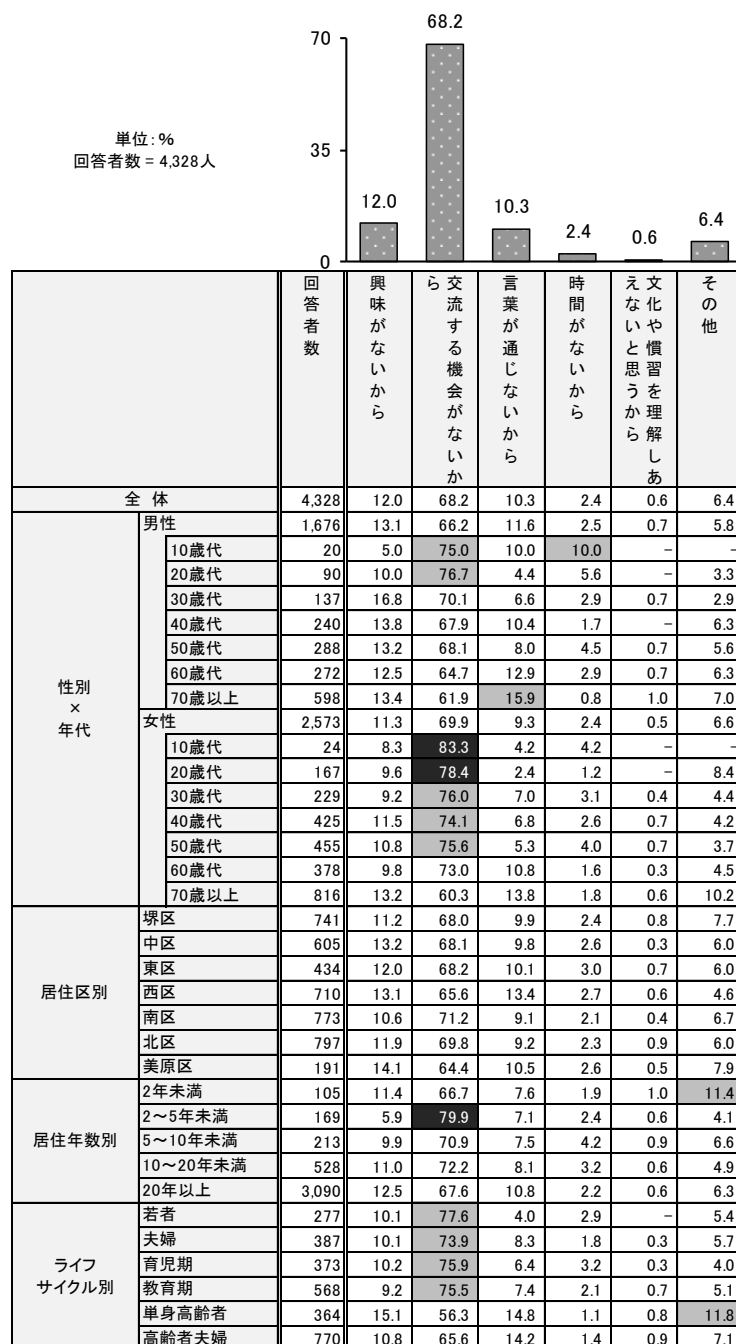 68.2
70
単位：%
回答者数 = 4,328人
35
12.0
10.3
2.4
0.6
6.4
0
回答者数
興味がないから
交流する機会がないから
言葉が通じないから
時間がないから
文化や慣習を理解しあえないと思うから
その他
全 体 4,328 12.0 68.2 10.3 2.4 0.6 6.4
性別×年代
男性 1,676 13.1 66.2 11.6 2.5 0.7 5.8
10歳代 20 5.0 75.0 10.0 10.0 － －
20歳代 90 10.0 76.7 4.4 5.6 － 3.3
30歳代 137 16.8 70.1 6.6 2.9 0.7 2.9
40歳代 240 13.8 67.9 10.4 1.7 － 6.3
50歳代 288 13.2 68.1 8.0 4.5 0.7 5.6
60歳代 272 12.5 64.7 12.9 2.9 0.7 6.3
70歳以上 598 13.4 61.9 15.9 0.8 1.0 7.0
女性 2,573 11.3 69.9 9.3 2.4 0.5 6.6
10歳代 24 8.3 83.3 4.2 4.2 － －
20歳代 167 9.6 78.4 2.4 1.2 － 8.4
30歳代 229 9.2 76.0 7.0 3.1 0.4 4.4
40歳代 425 11.5 74.1 6.8 2.6 0.7 4.2
50歳代 455 10.8 75.6 5.3 4.0 0.7 3.7
60歳代 378 9.8 73.0 10.8 1.6 0.3 4.5
70歳以上 816 13.2 60.3 13.8 1.8 0.6 10.2
居住区別
堺区 741 11.2 68.0 9.9 2.4 0.8 7.7
中区 605 13.2 68.1 9.8 2.6 0.3 6.0
東区 434 12.0 68.2 10.1 3.0 0.7 6.0
西区 710 13.1 65.6 13.4 2.7 0.6 4.6
南区 773 10.6 71.2 9.1 2.1 0.4 6.7
北区 797 11.9 69.8 9.2 2.3 0.9 6.0
美原区 191 14.1 64.4 10.5 2.6 0.5 7.9
居住年数別
2年未満 105 11.4 66.7 7.6 1.9 1.0 11.4
2～5年未満 169 5.9 79.9 7.1 2.4 0.6 4.1
5～10年未満 213 9.9 70.9 7.5 4.2 0.9 6.6
10～20年未満 528 11.0 72.2 8.1 3.2 0.6 4.9
20年以上 3,090 12.5 67.6 10.8 2.2 0.6 6.3
ライフサイクル別
若者 277 10.1 77.6 4.0 2.9 － 5.4
夫婦 387 10.1 73.9 8.3 1.8 0.3 5.7
育児期 373 10.2 75.9 6.4 3.2 0.3 4.0
教育期 568 9.2 75.5 7.4 2.1 0.7 5.1
単身高齢者 364 15.1 56.3 14.8 1.1 0.8 11.8
高齢者夫婦 770 10.8 65.6 14.2 1.4 0.9 7.1